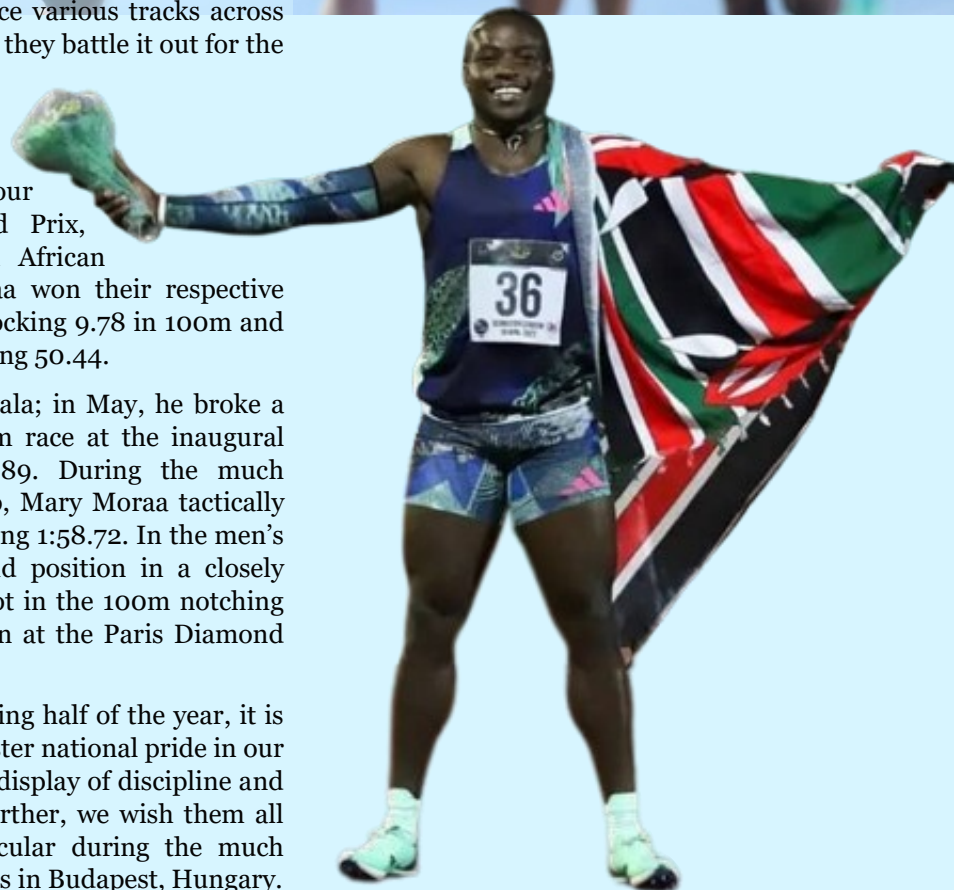 ce various tracks across
they battle it out for the
our
d Prix,
African
na won their respective
ocking 9.78 in 100m and
ng 50.44.
ala; in May, he broke a
m race at the inaugural
89. During the much
o, Mary Moraa tactically
ng 1:58.72. In the men's
nd position in a closely
ot in the 100m notching
n at the Paris Diamond
ing half of the year, it is
ster national pride in our
display of discipline and
rther, we wish them all
cular during the much
s in Budapest, Hungary.
36